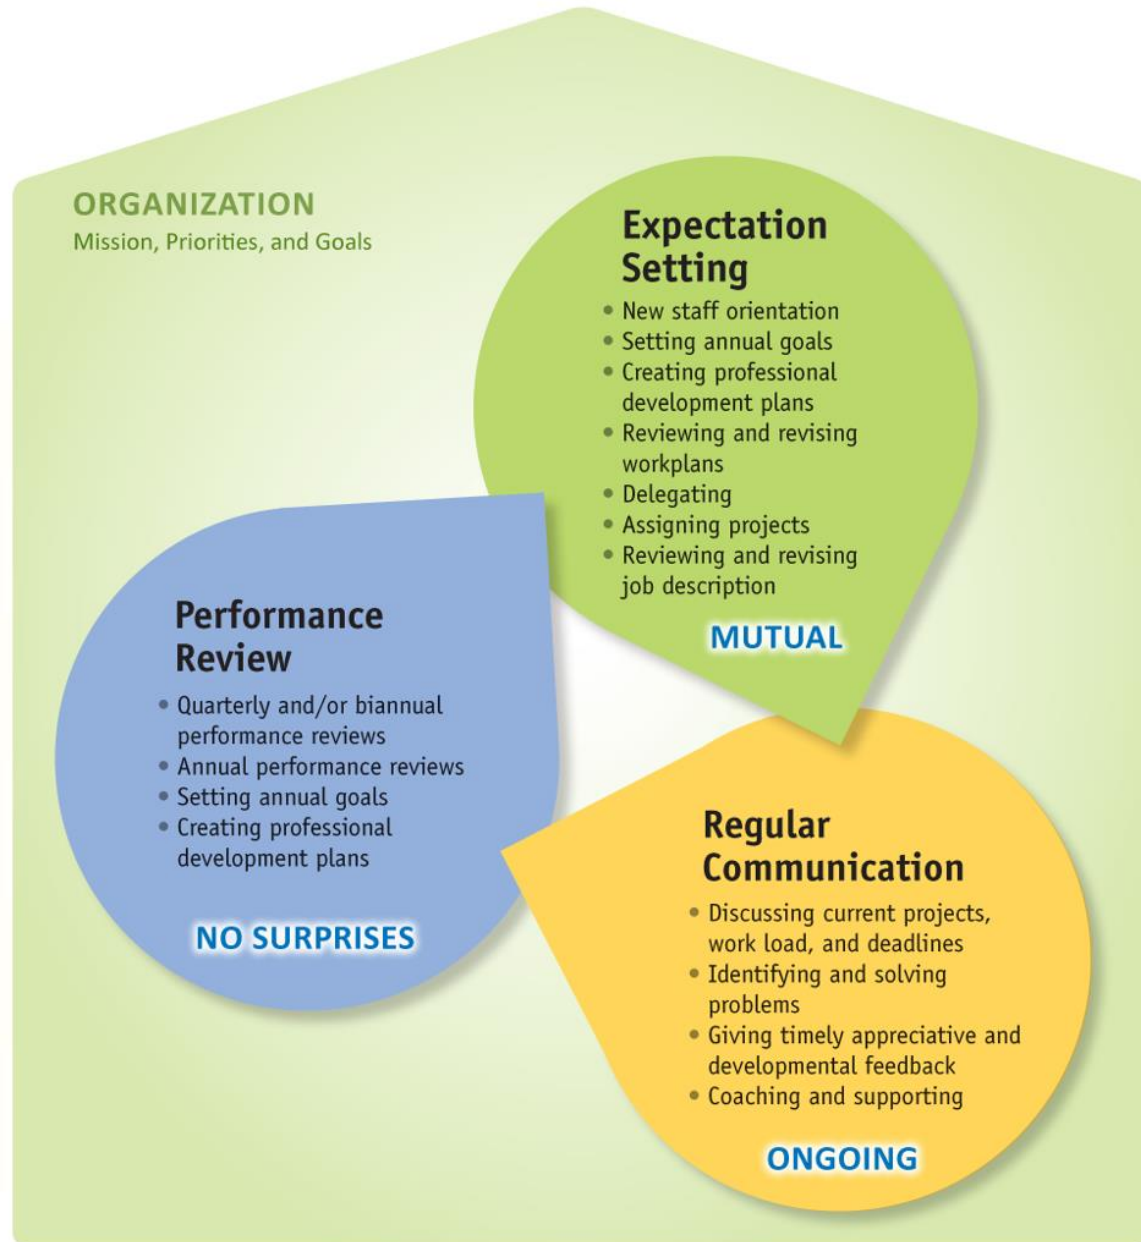 ORGANIZATION
Mission, Priorities, and Goals
Expectation
Setting
• New staff orientation
• Setting annual goals
• Creating professional
development plans
• Reviewing and revising
workplans
• Delegating
• Assigning projects
• Reviewing and revising
job description
MUTUAL
Performance
Review
• Quarterly and/or biannual
performance reviews
• Annual performance reviews
• Setting annual goals
• Creating professional
development plans
NO SURPRISES
Regular
Communication
• Discussing current projects,
work load, and deadlines
• Identifying and solving
problems
• Giving timely appreciative and
developmental feedback
• Coaching and supporting
ONGOING